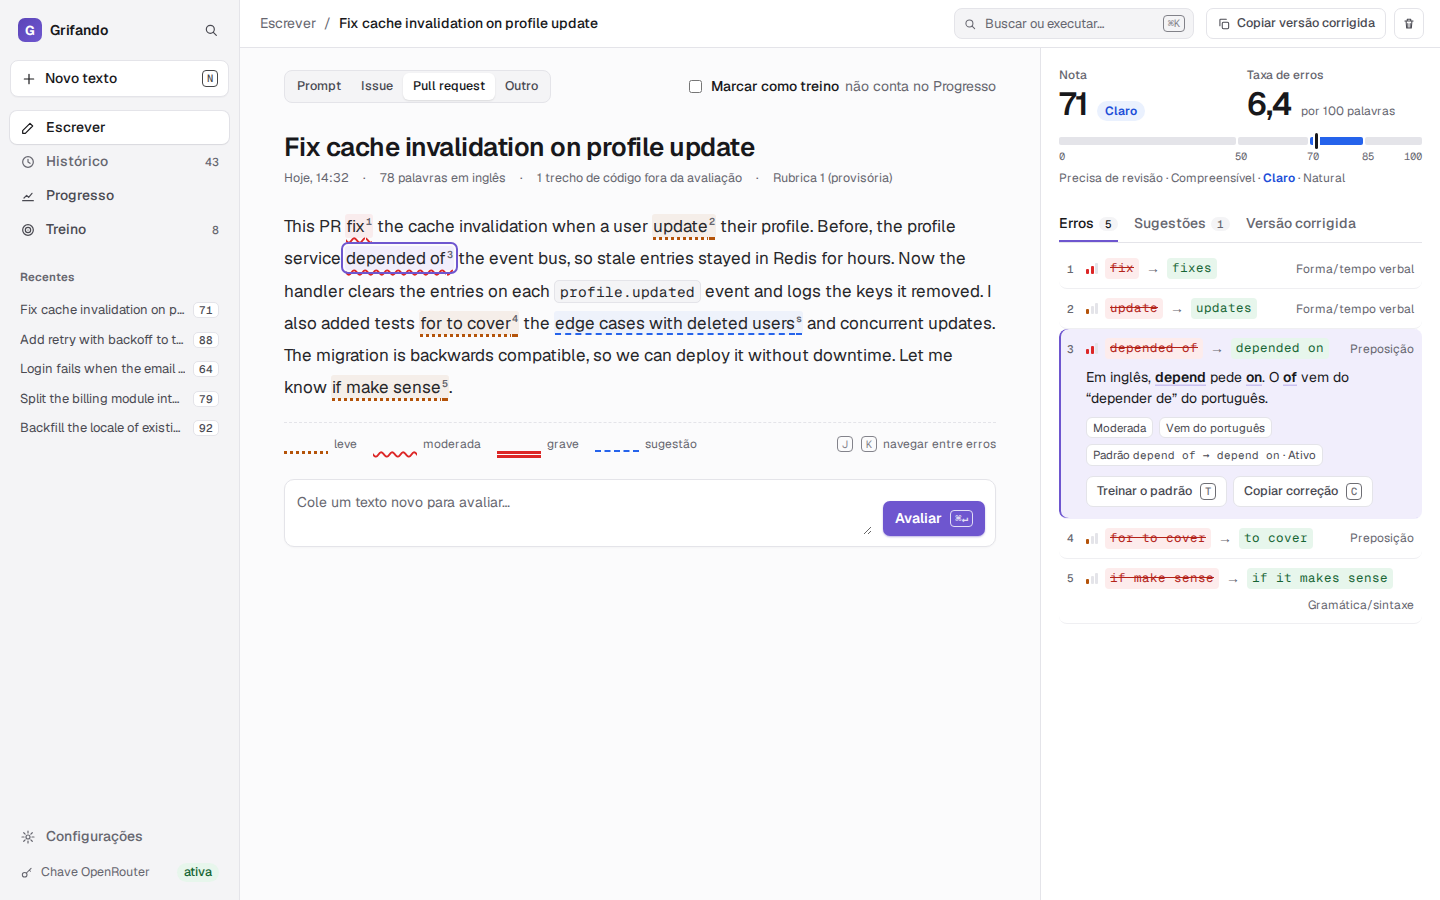 G Grifando
Novo texto N
Escrever
Histórico 43
Progresso
Treino 8
Recentes
Fix cache invalidation on p... 71
Add retry with backoff to t... 88
Login fails when the email ... 64
Split the billing module int... 79
Backfill the locale of existi... 92
Configurações
Chave OpenRouter ativa
Escrever / Fix cache invalidation on profile update
Buscar ou executar... ⌘K
Copiar versão corrigida
Prompt Issue Pull request Outro
Marcar como treino não conta no Progresso
Fix cache invalidation on profile update
Hoje, 14:32 · 78 palavras em inglês · 1 trecho de código fora da avaliação · Rubrica 1 (provisória)
This PR fix1 the cache invalidation when a user update2 their profile. Before, the profile
service depended of3 the event bus, so stale entries stayed in Redis for hours. Now the
handler clears the entries on each profile.updated event and logs the keys it removed. I
also added tests for to cover4 the edge cases with deleted userss and concurrent updates.
The migration is backwards compatible, so we can deploy it without downtime. Let me
know if make sense5.
leve moderada grave sugestão
J K navegar entre erros
Cole um texto novo para avaliar...
Avaliar ⌘↵
Nota
71 Claro
Taxa de erros
6,4 por 100 palavras
0 50 70 85 100
Precisa de revisão · Compreensível · Claro · Natural
Erros 5 Sugestões 1 Versão corrigida
1 fix → fixes Forma/tempo verbal
2 update → updates Forma/tempo verbal
3 depended of → depended on Preposição
Em inglês, depend pede on. O of vem do
“depender de” do português.
Moderada Vem do português
Padrão depend of → depend on · Ativo
Treinar o padrão T Copiar correção C
4 for to cover → to cover Preposição
5 if make sense → if it makes sense
Gramática/sintaxe